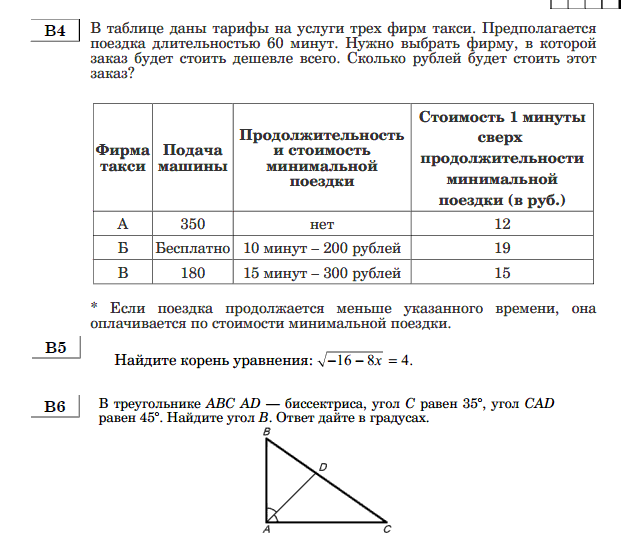 В4
В таблице даны тарифы на услуги трех фирм такси. Предполагается
поездка длительностью 60 минут. Нужно выбрать фирму, в которой
заказ будет стоить дешевле всего. Сколько рублей будет стоить этот
заказ?
Фирма такси | Подача машины | Продолжительность и стоимость минимальной поездки | Стоимость 1 минуты сверх продолжительности минимальной поездки (в руб.)
А | 350 | нет | 12
Б | Бесплатно | 10 минут – 200 рублей | 19
В | 180 | 15 минут – 300 рублей | 15
* Если поездка продолжается меньше указанного времени, она
оплачивается по стоимости минимальной поездки.
В5
Найдите корень уравнения: √−16 − 8x = 4.
В6
В треугольнике ABC AD — биссектриса, угол C равен 35°, угол CAD
равен 45°. Найдите угол B. Ответ дайте в градусах.
B
D
A
C